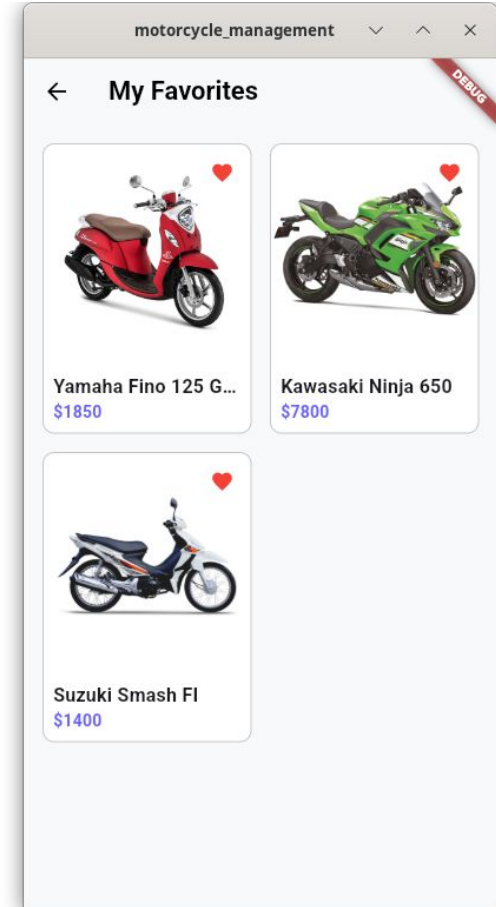 motorcycle_management
DEBUG
My Favorites
Yamaha Fino 125 G...
$1850
Kawasaki Ninja 650
$7800
Suzuki Smash FI
$1400